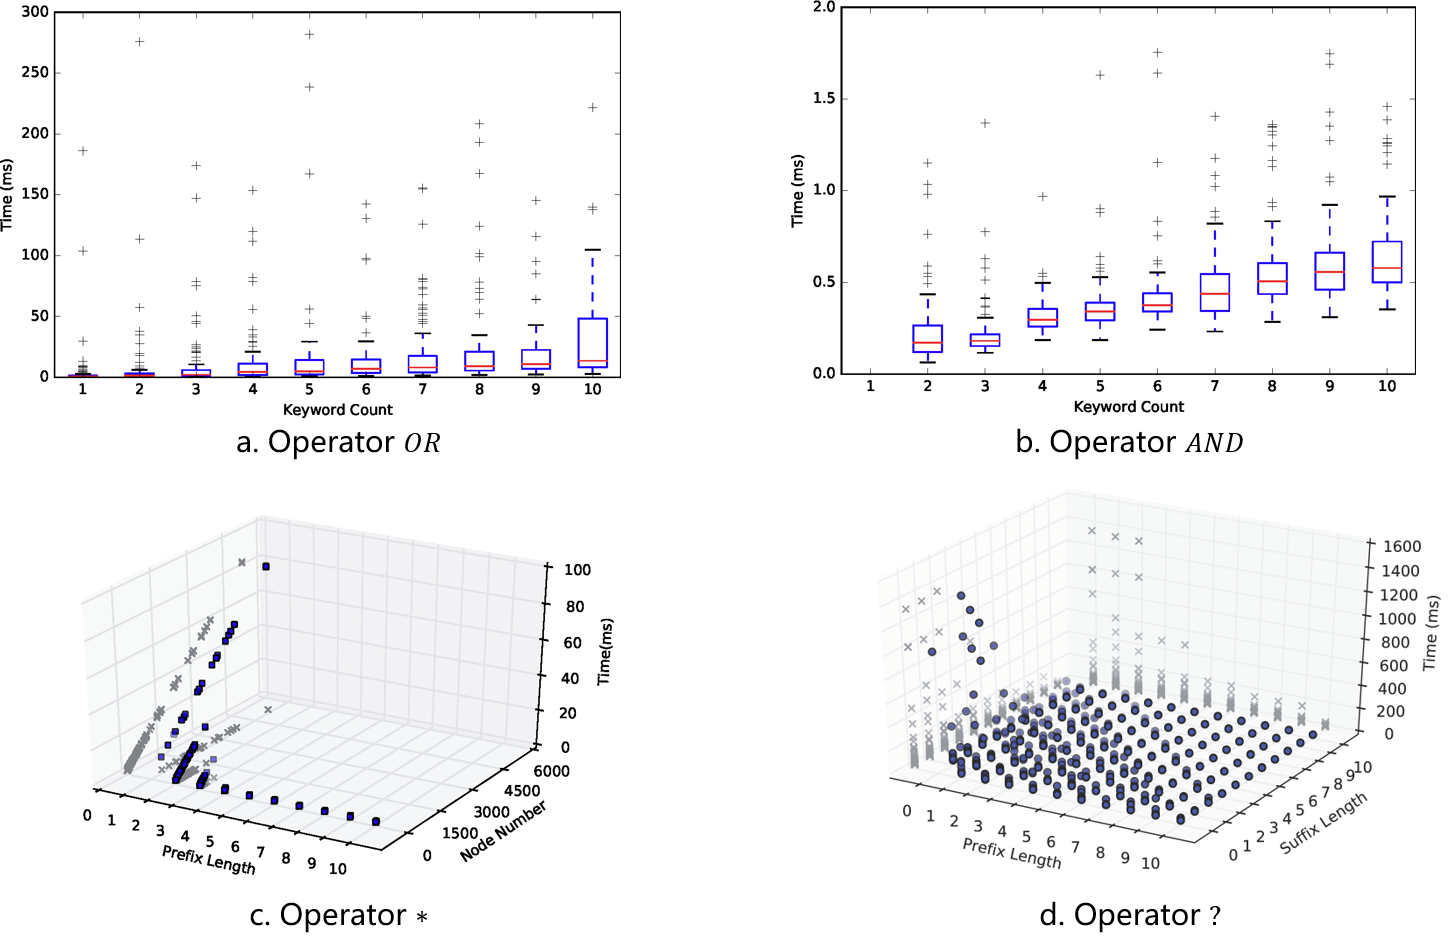 300
250
200
150
100
50
0
Time (ms)
1 2 3 4 5 6 7 8 9 10
Keyword Count
a. Operator OR
2.0
1.5
1.0
0.5
0.0
Time (ms)
1 2 3 4 5 6 7 8 9 10
Keyword Count
b. Operator AND
100
80
60
40
20
0
Time(ms)
6000
4500
3000
1500
0
Node Number
0 1 2 3 4 5 6 7 8 9 10
Prefix Length
c. Operator *
1600
1400
1200
1000
800
600
400
200
0
Time (ms)
0 1 2 3 4 5 6 7 8 9 10
Suffix Length
0 1 2 3 4 5 6 7 8 9 10
Prefix Length
d. Operator ?